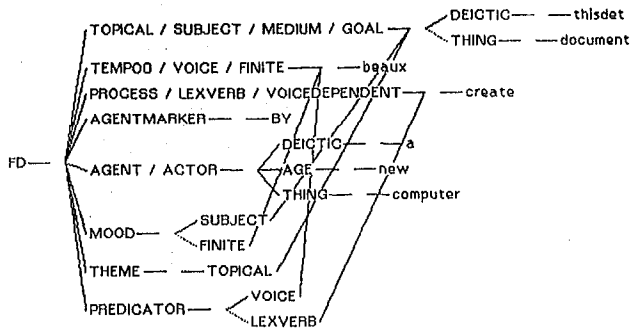 DEICTIC thisdet
TOPICAL / SUBJECT / MEDIUM / GOAL
THING document
TEMPO0 / VOICE / FINITE beaux
PROCESS / LEXVERB / VOICEDEPENDENT create
AGENTMARKER BY
DEICTIC a
FD AGENT / ACTOR AGE new
THING computer
SUBJECT
MOOD
FINITE
THEME TOPICAL
VOICE
PREDICATOR
LEXVERB